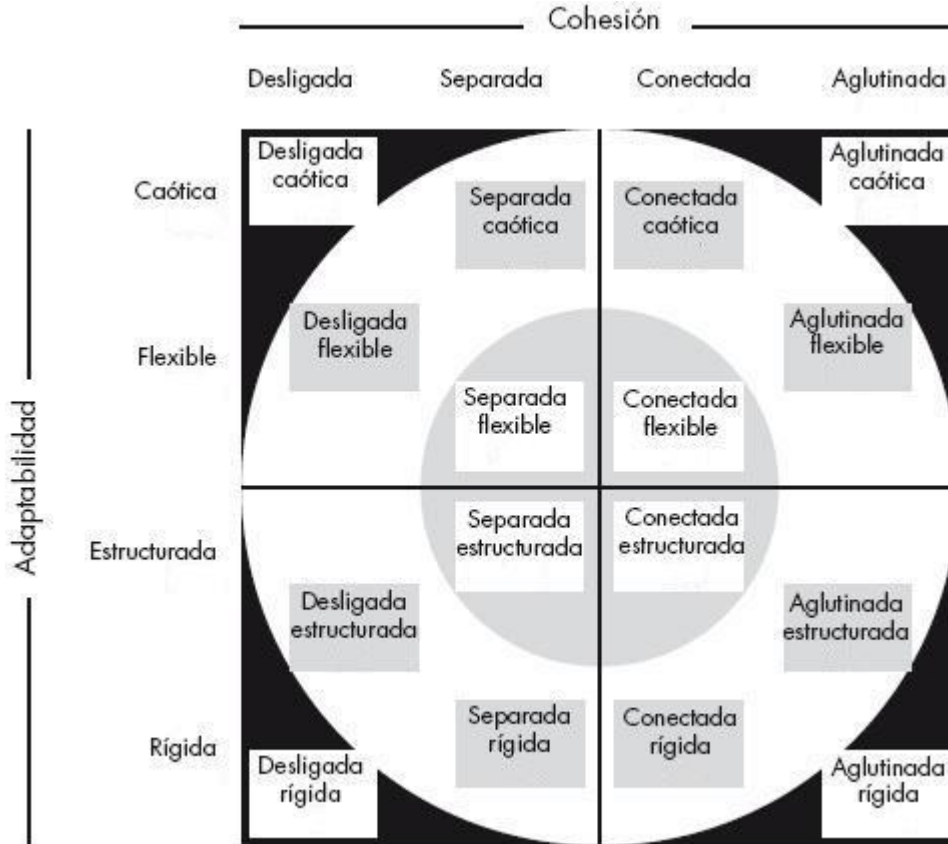 Cohesión
Desligada Separada Conectada Aglutinada
Adaptabilidad
Caótica
Desligada
caótica
Separada
caótica
Conectada
caótica
Aglutinada
caótica
Flexible
Desligada
flexible
Separada
flexible
Conectada
flexible
Aglutinada
flexible
Estructurada
Desligada
estructurada
Separada
estructurada
Conectada
estructurada
Aglutinada
estructurada
Rígida
Desligada
rígida
Separada
rígida
Conectada
rígida
Aglutinada
rígida